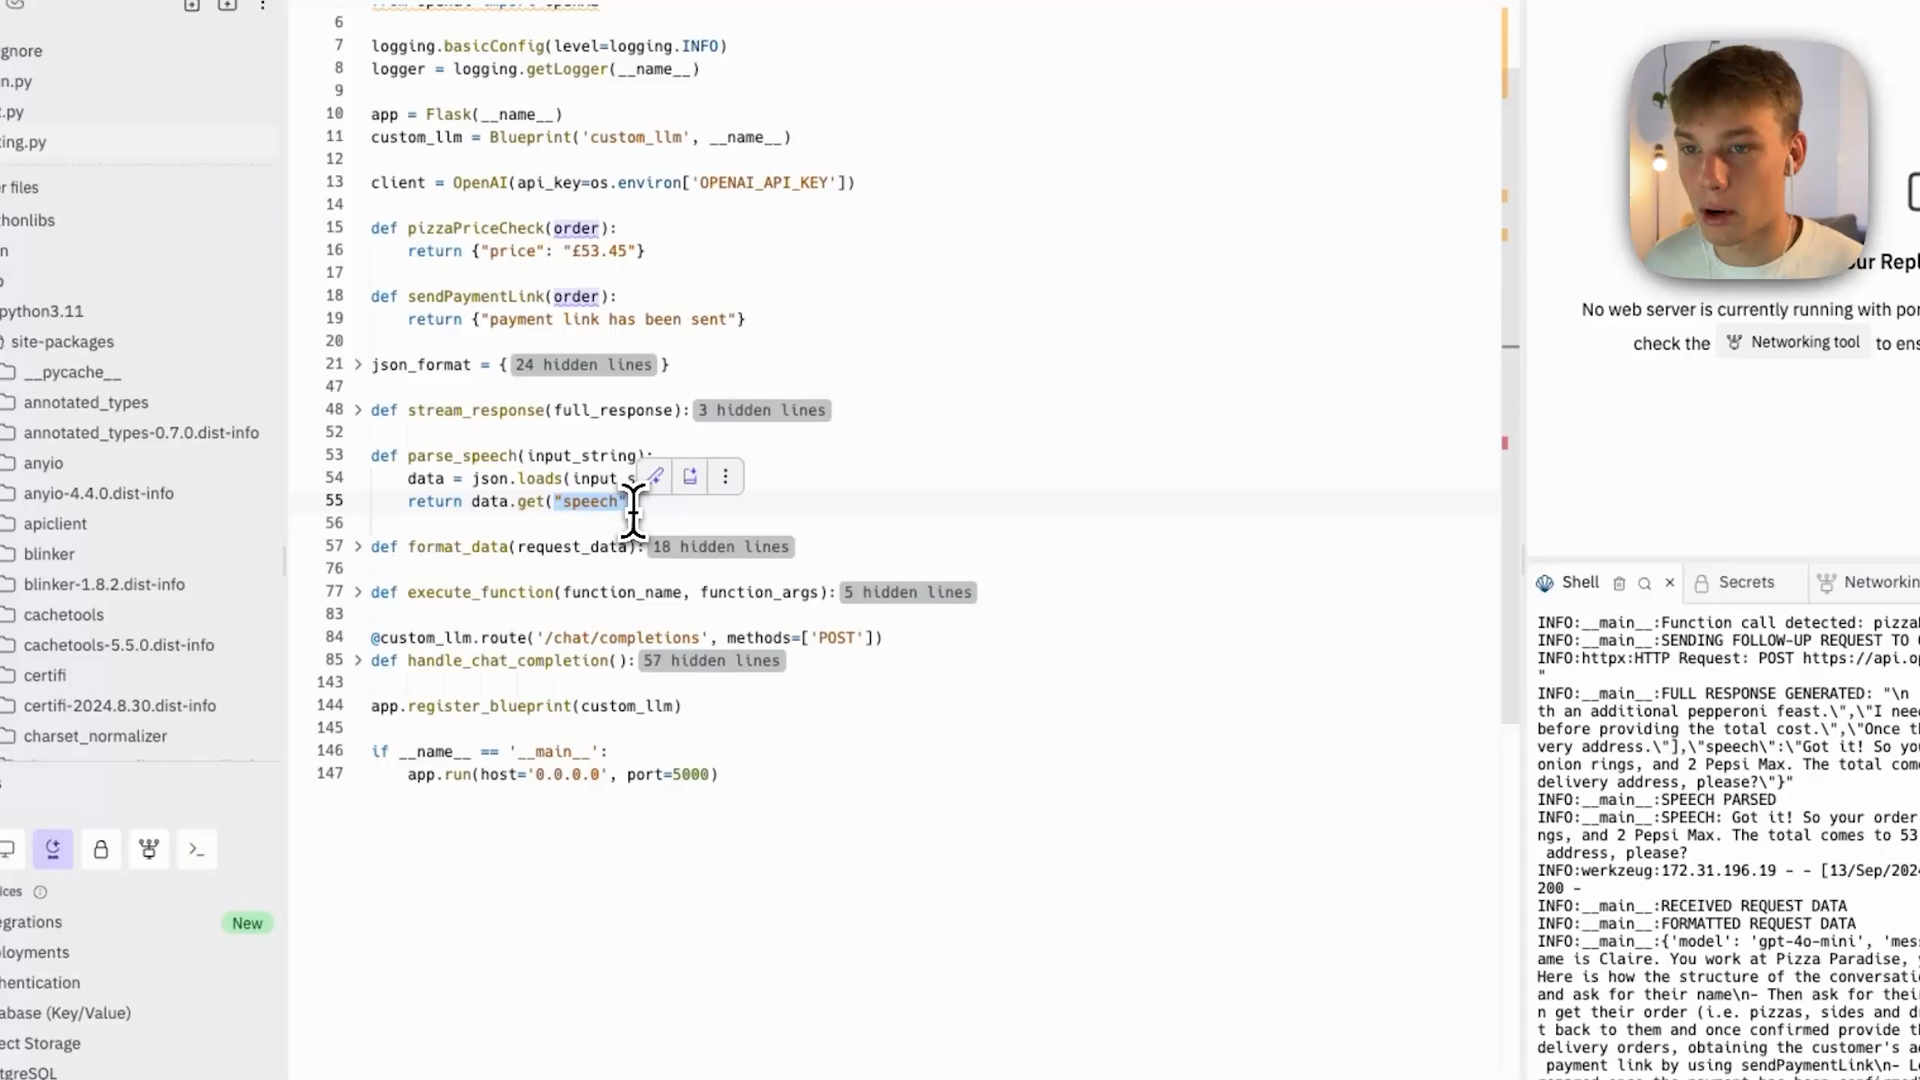 gnore
n.py
.py
ting.py
r files
honlibs
n
python3.11
site-packages
__pycache__
annotated_types
annotated_types-0.7.0.dist-info
anyio
anyio-4.4.0.dist-info
apiclient
blinker
blinker-1.8.2.dist-info
cachetools
cachetools-5.5.0.dist-info
certifi
certifi-2024.8.30.dist-info
charset_normalizer
ices
egrations
New
loyments
hentication
abase (Key/Value)
ect Storage
tgreSQL
6
7 logging.basicConfig(level=logging.INFO)
8 logger = logging.getLogger(__name__)
9
10 app = Flask(__name__)
11 custom_llm = Blueprint('custom_llm', __name__)
12
13 client = OpenAI(api_key=os.environ['OPENAI_API_KEY'])
14
15 def pizzaPriceCheck(order):
16 return {"price": "£53.45"}
17
18 def sendPaymentLink(order):
19 return {"payment link has been sent"}
20
21 json_format = { 24 hidden lines }
47
48 def stream_response(full_response): 3 hidden lines
52
53 def parse_speech(input_string):
54 data = json.loads(input_s
55 return data.get("speech"
56
57 def format_data(request_data): 18 hidden lines
76
77 def execute_function(function_name, function_args): 5 hidden lines
83
84 @custom_llm.route('/chat/completions', methods=['POST'])
85 def handle_chat_completion(): 57 hidden lines
143
144 app.register_blueprint(custom_llm)
145
146 if __name__ == '__main__':
147 app.run(host='0.0.0.0', port=5000)
our Repl
No web server is currently running with por
check the Networking tool to ens
Shell
Secrets
Networkin
INFO:__main__:Function call detected: pizza
INFO:__main__:SENDING FOLLOW-UP REQUEST TO
INFO:httpx:HTTP Request: POST https://api.op
"
INFO:__main__:FULL RESPONSE GENERATED: "\n
th an additional pepperoni feast.\",\"I nee
before providing the total cost.\",\"Once th
very address.\"],\"speech\":\"Got it! So yo
onion rings, and 2 Pepsi Max. The total com
delivery address, please?\"}"
INFO:__main__:SPEECH PARSED
INFO:__main__:SPEECH: Got it! So your order
ngs, and 2 Pepsi Max. The total comes to 53
address, please?
INFO:werkzeug:172.31.196.19 - - [13/Sep/202
200 -
INFO:__main__:RECEIVED REQUEST DATA
INFO:__main__:FORMATTED REQUEST DATA
INFO:__main__:{'model': 'gpt-4o-mini', 'mes
ame is Claire. You work at Pizza Paradise, y
Here is how the structure of the conversati
and ask for their name\n- Then ask for thei
n get their order (i.e. pizzas, sides and d
t back to them and once confirmed provide th
delivery orders, obtaining the customer's a
payment link by using sendPaymentLink\n- L